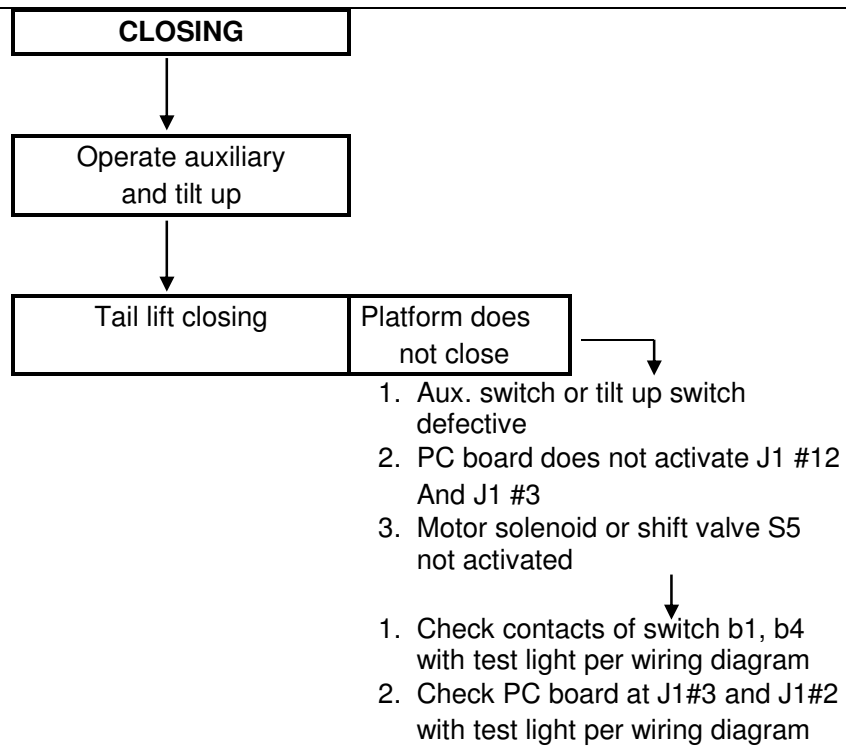 CLOSING
Operate auxiliary
and tilt up
Tail lift closing
Platform does
not close
1. Aux. switch or tilt up switch
defective
2. PC board does not activate J1 #12
And J1 #3
3. Motor solenoid or shift valve S5
not activated
1. Check contacts of switch b1, b4
with test light per wiring diagram
2. Check PC board at J1#3 and J1#2
with test light per wiring diagram